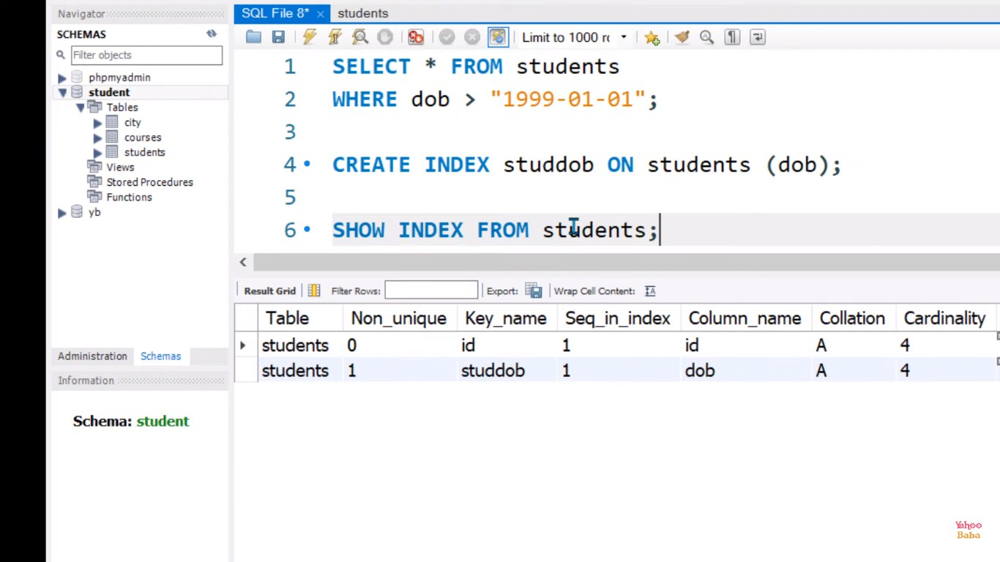 Navigator
SCHEMAS
Filter objects
phpmyadmin
student
Tables
city
courses
students
Views
Stored Procedures
Functions
yb
Administration Schemas
Information
Schema: student
SQL File 8* × students
Limit to 1000 ro
1 SELECT * FROM students
2 WHERE dob > "1999-01-01";
3
4 CREATE INDEX studdob ON students (dob);
5
6 SHOW INDEX FROM students;
Result Grid Filter Rows: Export: Wrap Cell Content:
Table Non_unique Key_name Seq_in_index Column_name Collation Cardinality
students 0 id 1 id A 4
students 1 studdob 1 dob A 4
Yahoo
Baba